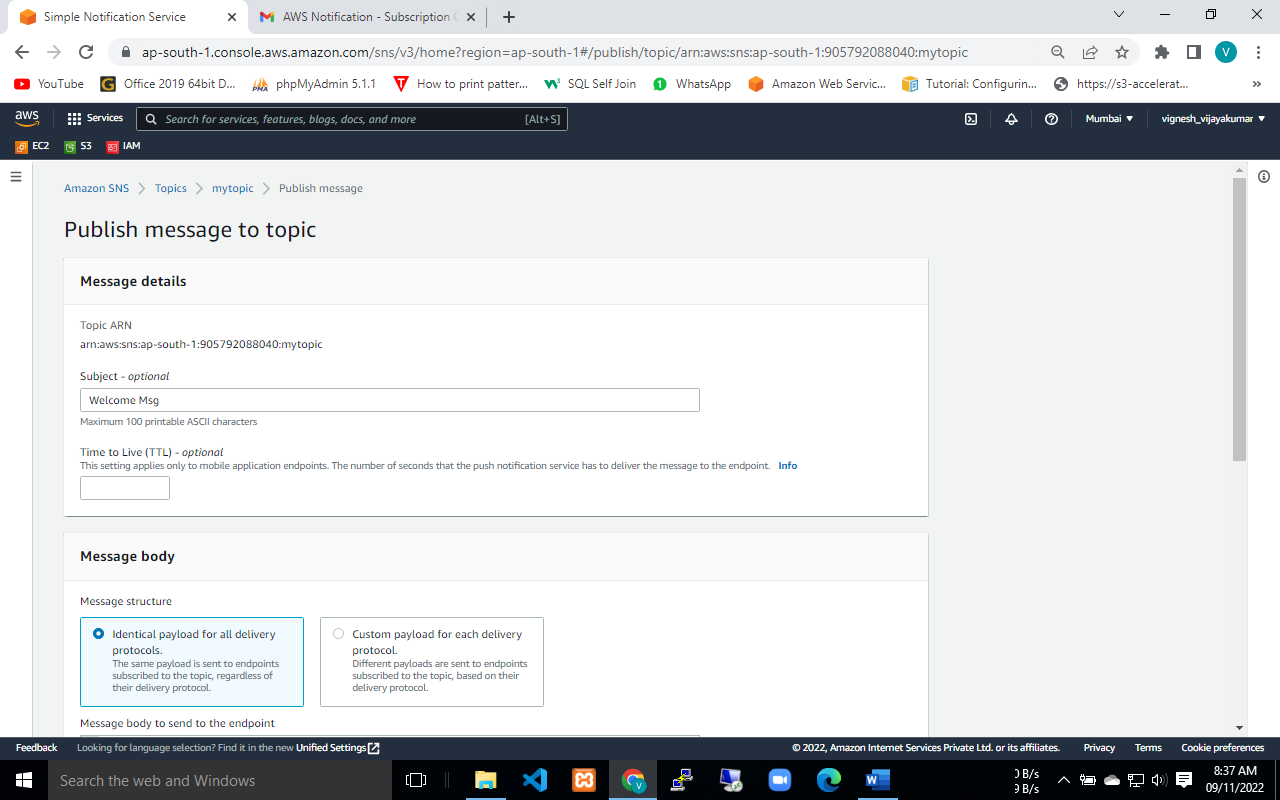 Simple Notification Service
AWS Notification - Subscription C
ap-south-1.console.aws.amazon.com/sns/v3/home?region=ap-south-1#/publish/topic/arn:aws:sns:ap-south-1:905792088040:mytopic
V
YouTube
Office 2019 64bit D...
phpMyAdmin 5.1.1
How to print patter...
SQL Self Join
WhatsApp
Amazon Web Servic...
Tutorial: Configurin...
https://s3-accelerat...
aws
Services
Search for services, features, blogs, docs, and more
[Alt+S]
Mumbai
vignesh_vijayakumar
EC2
S3
IAM
Amazon SNS
Topics
mytopic
Publish message
Publish message to topic
Message details
Topic ARN
arn:aws:sns:ap-south-1:905792088040:mytopic
Subject - optional
Welcome Msg
Maximum 100 printable ASCII characters
Time to Live (TTL) - optional
This setting applies only to mobile application endpoints. The number of seconds that the push notification service has to deliver the message to the endpoint. Info
Message body
Message structure
Identical payload for all delivery
protocols.
The same payload is sent to endpoints
subscribed to the topic, regardless of
their delivery protocol.
Custom payload for each delivery
protocol.
Different payloads are sent to endpoints
subscribed to the topic, based on their
delivery protocol.
Message body to send to the endpoint
Feedback
Looking for language selection? Find it in the new Unified Settings
© 2022, Amazon Internet Services Private Ltd. or its affiliates.
Privacy
Terms
Cookie preferences
Search the web and Windows
0 B/s
9 B/s
8:37 AM
09/11/2022